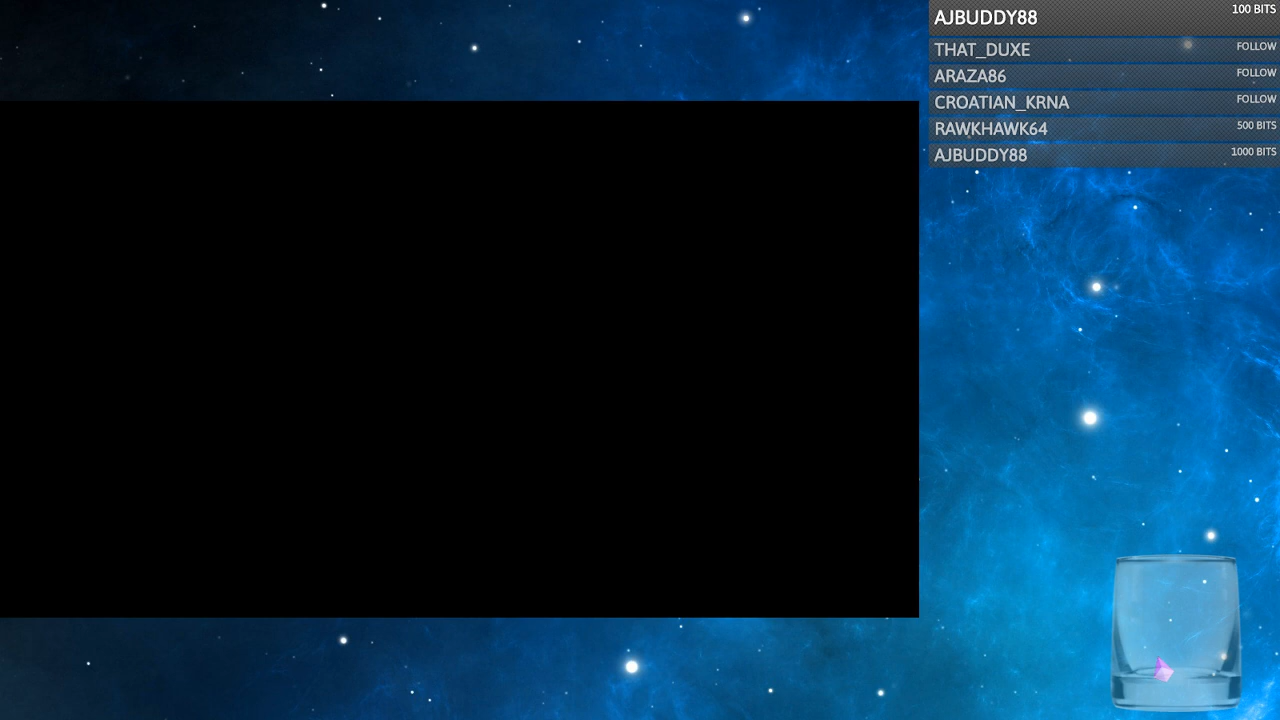 AJBUDDY88 100 BITS
THAT_DUXE FOLLOW
ARAZA86 FOLLOW
CROATIAN_KRNA FOLLOW
RAWKHAWK64 500 BITS
AJBUDDY88 1000 BITS